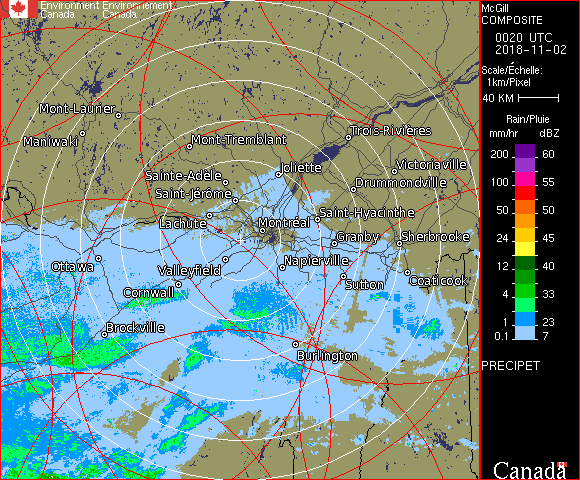 Environment Environnement
Canada Canada
McGill
COMPOSITE
0020 UTC
2018-11-02
Scale/Échelle:
1km/Pixel
40 KM
Rain/Pluie
mm/hr dBZ
200 60
150 57
100 55
50 50
24 45
12 40
4 33
1 23
0.1 7
PRECIPET
Canada
Mont-Laurier
Maniwaki
Mont-Tremblant
Trois-Rivières
Joliette
Victoriaville
Sainte-Adèle
Drummondville
Saint-Jérôme
Lachute
Saint-Hyacinthe
Montréal
Granby
Sherbrooke
Ottawa
Valleyfield
Napierville
Cornwall
Sutton
Coaticook
Brockville
Burlington